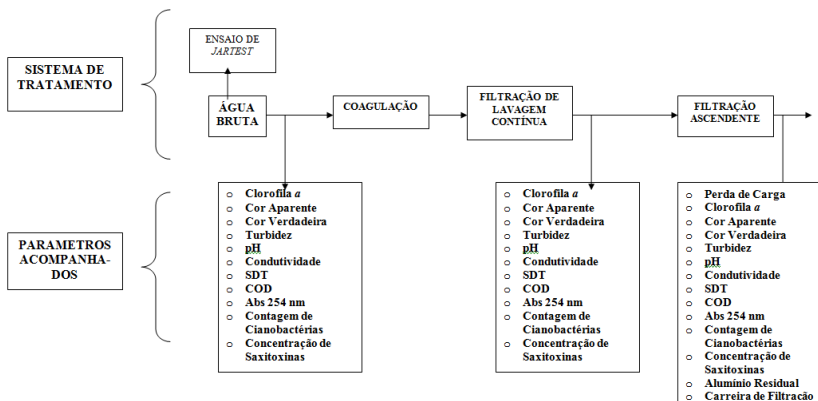 ENSAIO DE
JARTEST
SISTEMA DE
TRATAMENTO
ÁGUA
BRUTA
COAGULAÇÃO
FILTRAÇÃO DE
LAVAGEM
CONTÍNUA
FILTRAÇÃO
ASCENDENTE
PARAMETROS
ACOMPANHA-
DOS
o Clorofila a
o Cor Aparente
o Cor Verdadeira
o Turbidez
o pH
o Condutividade
o SDT
o COD
o Abs 254 nm
o Contagem de
Cianobactérias
o Concentração de
Saxitoxinas
o Clorofila a
o Cor Aparente
o Cor Verdadeira
o Turbidez
o pH
o Condutividade
o SDT
o COD
o Abs 254 nm
o Contagem de
Cianobactérias
o Concentração de
Saxitoxinas
o Perda de Carga
o Clorofila a
o Cor Aparente
o Cor Verdadeira
o Turbidez
o pH
o Condutividade
o SDT
o COD
o Abs 254 nm
o Contagem de
Cianobactérias
o Concentração de
Saxitoxinas
o Alumínio Residual
o Carreira de Filtração